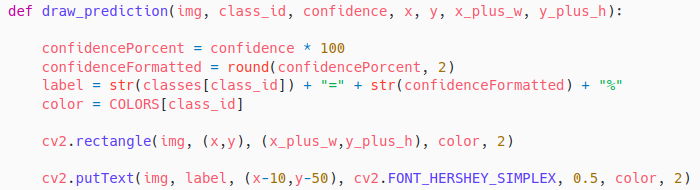 def draw_prediction(img, class_id, confidence, x, y, x_plus_w, y_plus_h):
confidencePorcent = confidence * 100
confidenceFormatted = round(confidencePorcent, 2)
label = str(classes[class_id]) + "=" + str(confidenceFormatted) + "%"
color = COLORS[class_id]
cv2.rectangle(img, (x,y), (x_plus_w,y_plus_h), color, 2)
cv2.putText(img, label, (x-10,y-50), cv2.FONT_HERSHEY_SIMPLEX, 0.5, color, 2)